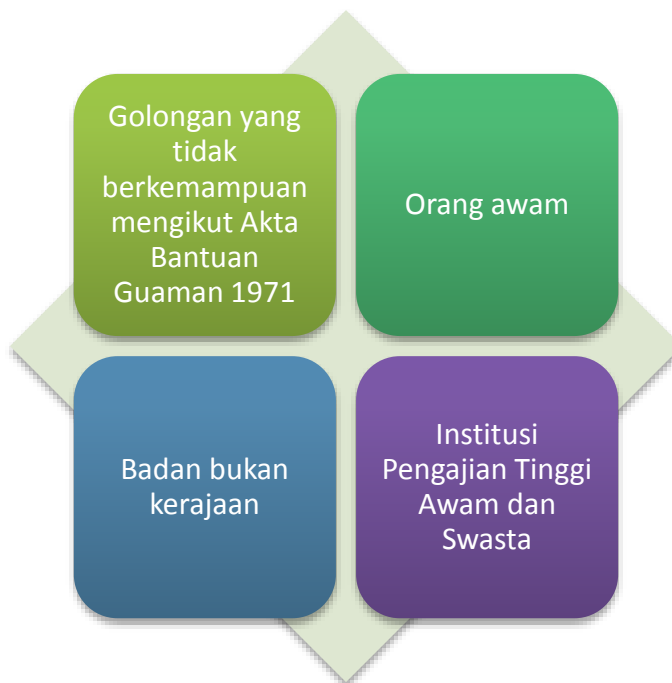 Golongan yang
tidak
berkemampuan
mengikut Akta
Bantuan
Guaman 1971
Orang awam
Badan bukan
kerajaan
Institusi
Pengajian Tinggi
Awam dan
Swasta